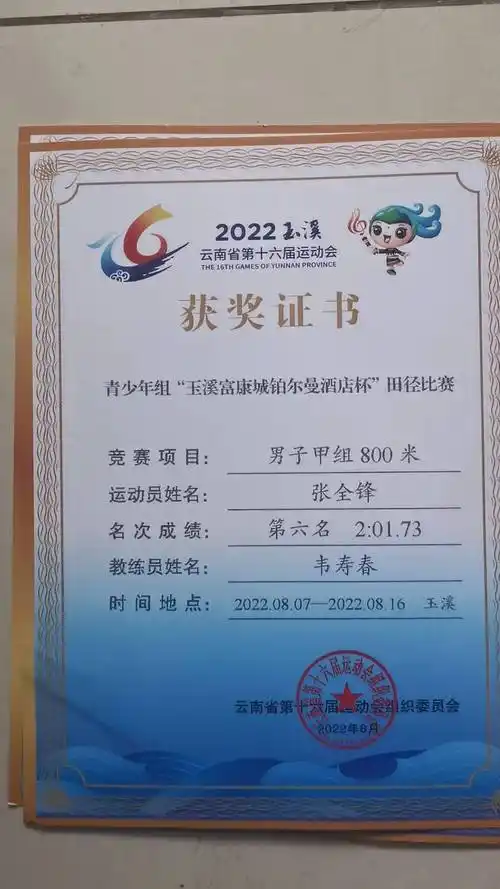 2022 玉溪
云南省第十六届运动会
THE 16TH GAMES OF YUNNAN PROVINCE
获奖证书
青少年组“玉溪富康城铂尔曼酒店杯”田径比赛
竞赛项目： 男子甲组 800 米
运动员姓名： 张全锋
名次成绩： 第六名 2:01.73
教练员姓名： 韦寿春
时间地点： 2022.08.07—2022.08.16 玉溪
云南省第十六届运动会组织委员会
2022年8月